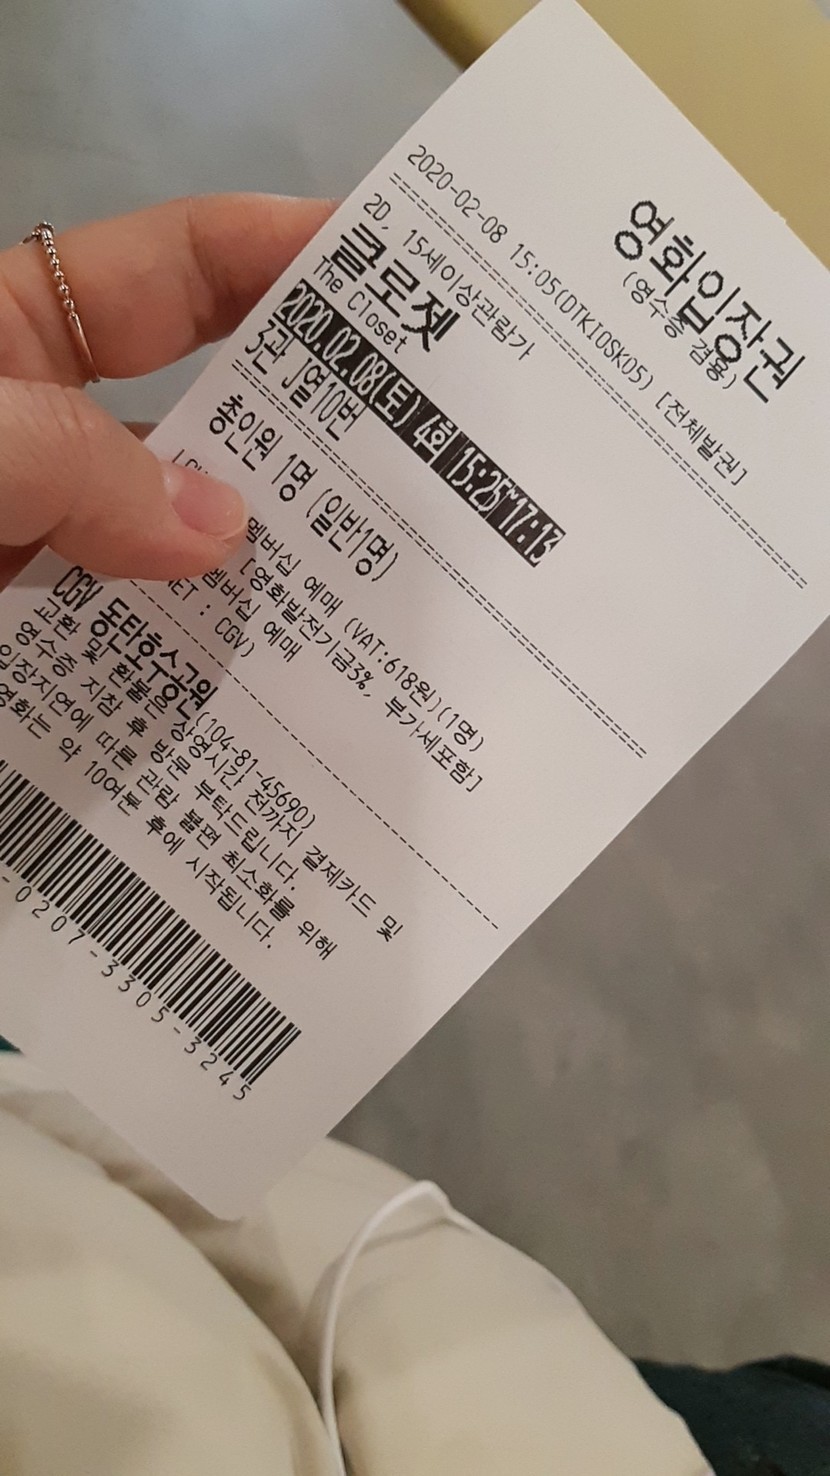 영화입장권
(영수증 겸용)
2020-02-08 15:05(DTKIOSK05) [전체발권]
2D, 15세이상관람가
클로젯
The Closet
2020.02.08(토) 4회 15:25~17:13
3관 J열10번
총인원 1명 (일반1명)
멤버십 예매 (VAT:618원)(1명)
[영화발전기금3%, 부가세포함]
멤버십 예매
: CGV)
CGV 동탄호수공원(104-81-45690)
교환 및 환불은 상영시간 전까지 결제카드 및
영수증 지참 후 방문 부탁드립니다.
입장지연에 따른 관람 불편 최소화를 위해
영화는 약 10여분 후에 시작됩니다.
-0207-3305-3245